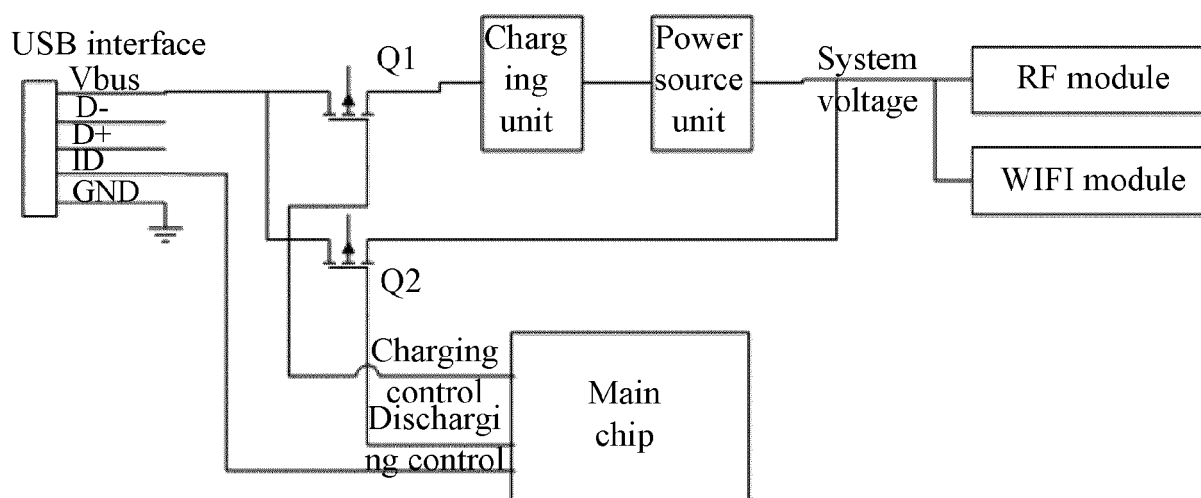 USB interface
Vbus
D-
D+
ID
GND
Q1
Charg
ing
unit
Power
source
unit
System
voltage
RF module
WIFI module
Q2
Charging
control
Dischargi
ng control
Main
chip